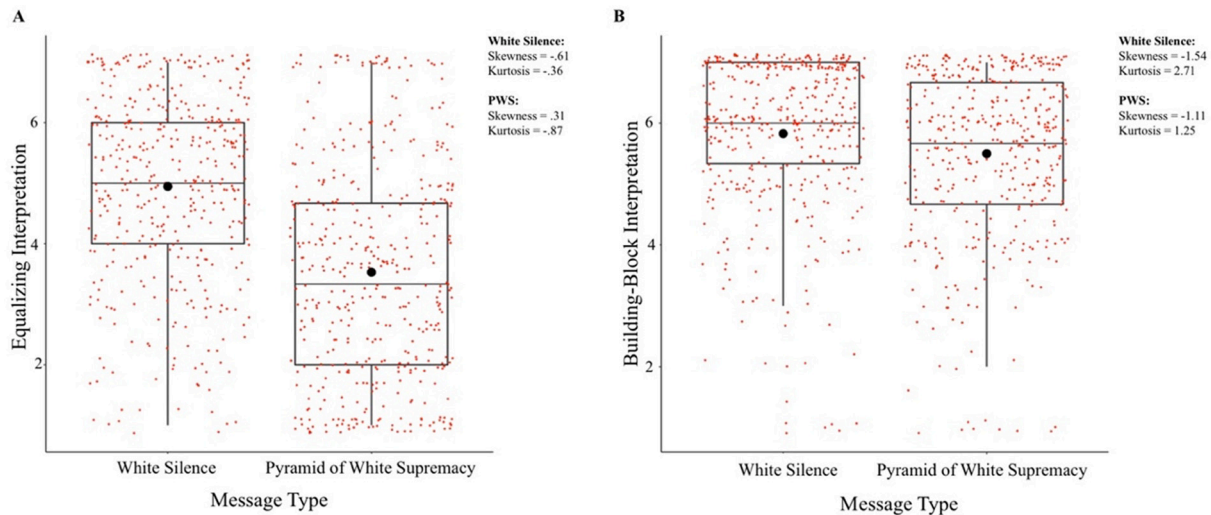 A
White Silence:
Skewness = -.61
Kurtosis = -.36
PWS:
Skewness = .31
Kurtosis = -.87
Equalizing Interpretation
6
4
2
White Silence
Pyramid of White Supremacy
Message Type
B
White Silence:
Skewness = -1.54
Kurtosis = 2.71
PWS:
Skewness = -1.11
Kurtosis = 1.25
Building-Block Interpretation
6
4
2
White Silence
Pyramid of White Supremacy
Message Type